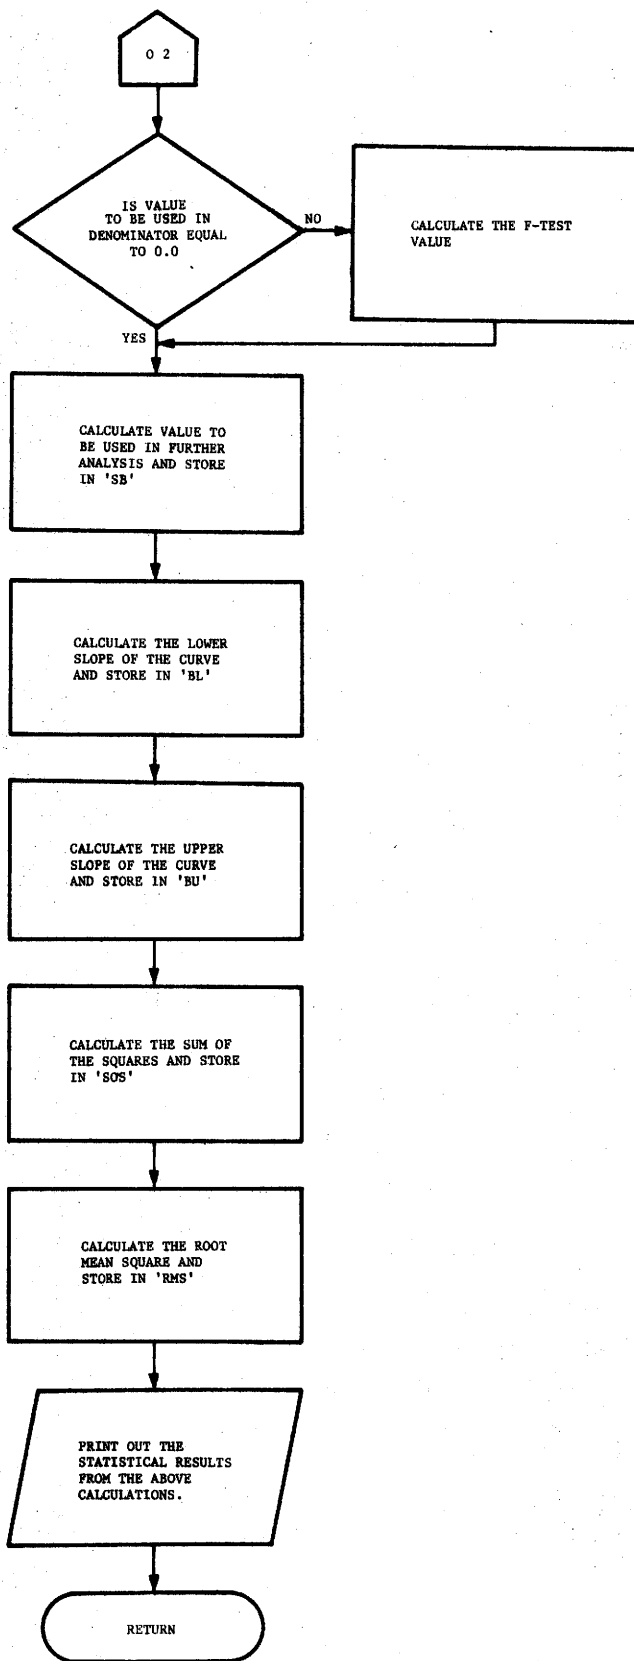 0 2
IS VALUE
TO BE USED IN
DENOMINATOR EQUAL
TO 0.0
NO
CALCULATE THE F-TEST
VALUE
YES
CALCULATE VALUE TO
BE USED IN FURTHER
ANALYSIS AND STORE
IN 'SB'
CALCULATE THE LOWER
SLOPE OF THE CURVE
AND STORE IN 'BL'
CALCULATE THE UPPER
SLOPE OF THE CURVE
AND STORE IN 'BU'
CALCULATE THE SUM OF
THE SQUARES AND STORE
IN 'SOS'
CALCULATE THE ROOT
MEAN SQUARE AND
STORE IN 'RMS'
PRINT OUT THE
STATISTICAL RESULTS
FROM THE ABOVE
CALCULATIONS.
RETURN